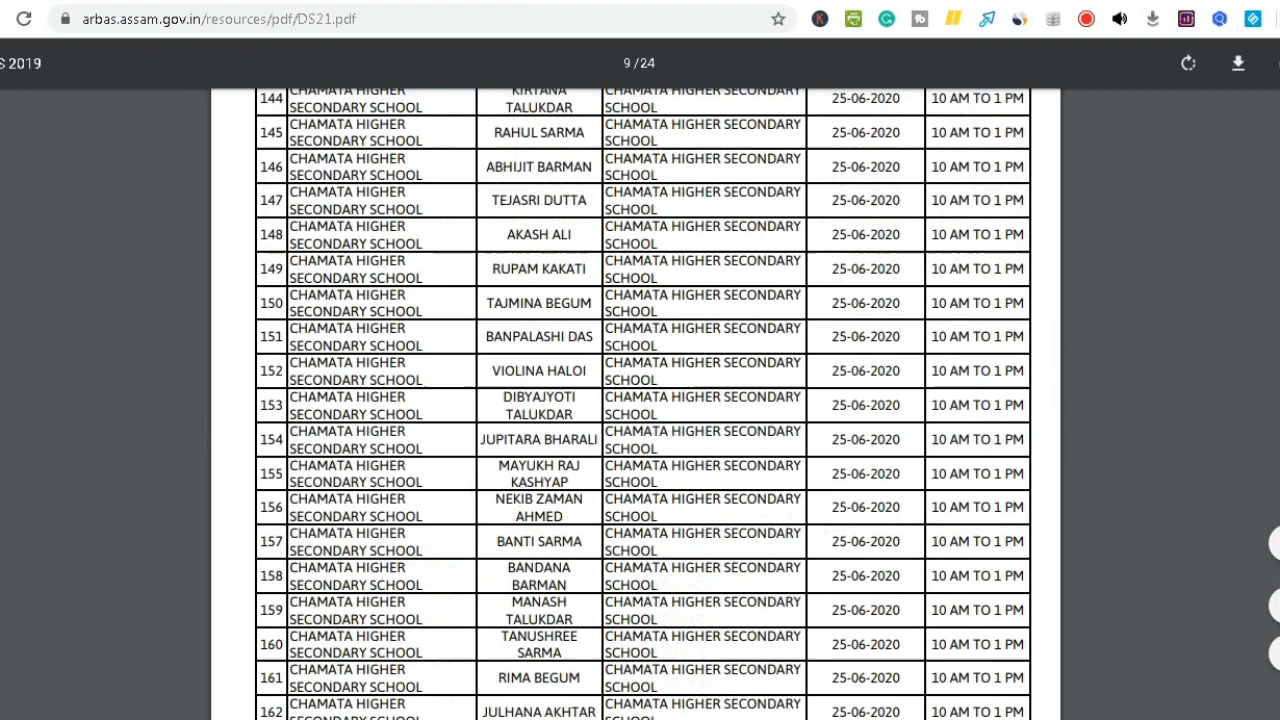 arbas.assam.gov.in/resources/pdf/DS21.pdf
S 2019
9 / 24
144 CHAMATA HIGHER SECONDARY SCHOOL KIRTANA TALUKDAR CHAMATA HIGHER SECONDARY SCHOOL 25-06-2020 10 AM TO 1 PM
145 CHAMATA HIGHER SECONDARY SCHOOL RAHUL SARMA CHAMATA HIGHER SECONDARY SCHOOL 25-06-2020 10 AM TO 1 PM
146 CHAMATA HIGHER SECONDARY SCHOOL ABHIJIT BARMAN CHAMATA HIGHER SECONDARY SCHOOL 25-06-2020 10 AM TO 1 PM
147 CHAMATA HIGHER SECONDARY SCHOOL TEJASRI DUTTA CHAMATA HIGHER SECONDARY SCHOOL 25-06-2020 10 AM TO 1 PM
148 CHAMATA HIGHER SECONDARY SCHOOL AKASH ALI CHAMATA HIGHER SECONDARY SCHOOL 25-06-2020 10 AM TO 1 PM
149 CHAMATA HIGHER SECONDARY SCHOOL RUPAM KAKATI CHAMATA HIGHER SECONDARY SCHOOL 25-06-2020 10 AM TO 1 PM
150 CHAMATA HIGHER SECONDARY SCHOOL TAJMINA BEGUM CHAMATA HIGHER SECONDARY SCHOOL 25-06-2020 10 AM TO 1 PM
151 CHAMATA HIGHER SECONDARY SCHOOL BANPALASHI DAS CHAMATA HIGHER SECONDARY SCHOOL 25-06-2020 10 AM TO 1 PM
152 CHAMATA HIGHER SECONDARY SCHOOL VIOLINA HALOI CHAMATA HIGHER SECONDARY SCHOOL 25-06-2020 10 AM TO 1 PM
153 CHAMATA HIGHER SECONDARY SCHOOL DIBYAJYOTI TALUKDAR CHAMATA HIGHER SECONDARY SCHOOL 25-06-2020 10 AM TO 1 PM
154 CHAMATA HIGHER SECONDARY SCHOOL JUPITARA BHARALI CHAMATA HIGHER SECONDARY SCHOOL 25-06-2020 10 AM TO 1 PM
155 CHAMATA HIGHER SECONDARY SCHOOL MAYUKH RAJ KASHYAP CHAMATA HIGHER SECONDARY SCHOOL 25-06-2020 10 AM TO 1 PM
156 CHAMATA HIGHER SECONDARY SCHOOL NEKIB ZAMAN AHMED CHAMATA HIGHER SECONDARY SCHOOL 25-06-2020 10 AM TO 1 PM
157 CHAMATA HIGHER SECONDARY SCHOOL BANTI SARMA CHAMATA HIGHER SECONDARY SCHOOL 25-06-2020 10 AM TO 1 PM
158 CHAMATA HIGHER SECONDARY SCHOOL BANDANA BARMAN CHAMATA HIGHER SECONDARY SCHOOL 25-06-2020 10 AM TO 1 PM
159 CHAMATA HIGHER SECONDARY SCHOOL MANASH TALUKDAR CHAMATA HIGHER SECONDARY SCHOOL 25-06-2020 10 AM TO 1 PM
160 CHAMATA HIGHER SECONDARY SCHOOL TANUSHREE SARMA CHAMATA HIGHER SECONDARY SCHOOL 25-06-2020 10 AM TO 1 PM
161 CHAMATA HIGHER SECONDARY SCHOOL RIMA BEGUM CHAMATA HIGHER SECONDARY SCHOOL 25-06-2020 10 AM TO 1 PM
162 CHAMATA HIGHER SECONDARY SCHOOL JULHANA AKHTAR CHAMATA HIGHER SECONDARY SCHOOL 25-06-2020 10 AM TO 1 PM